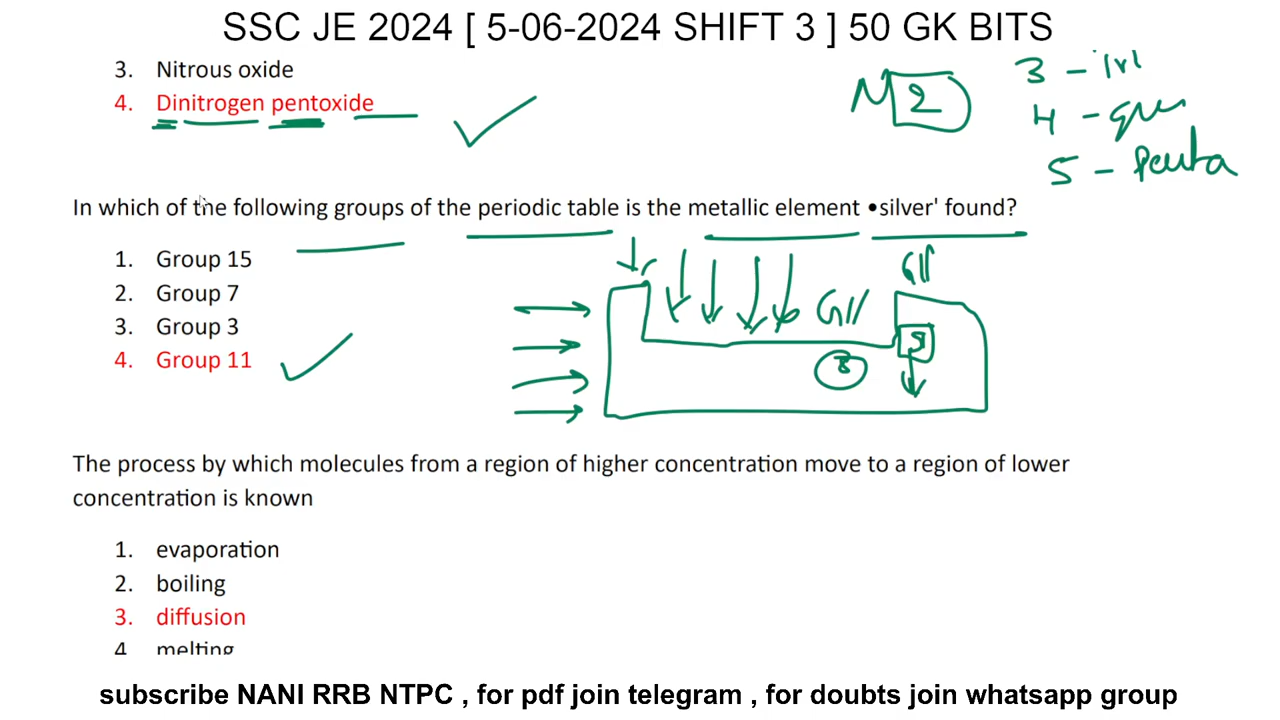 SSC JE 2024 [ 5-06-2024 SHIFT 3 ] 50 GK BITS
3. Nitrous oxide
4. Dinitrogen pentoxide
N 2
3 -
4 -
5 - Penta
In which of the following groups of the periodic table is the metallic element •silver' found?
1. Group 15
2. Group 7
3. Group 3
4. Group 11
G11
G11
8
The process by which molecules from a region of higher concentration move to a region of lower
concentration is known
1. evaporation
2. boiling
3. diffusion
4 melting
subscribe NANI RRB NTPC , for pdf join telegram , for doubts join whatsapp group